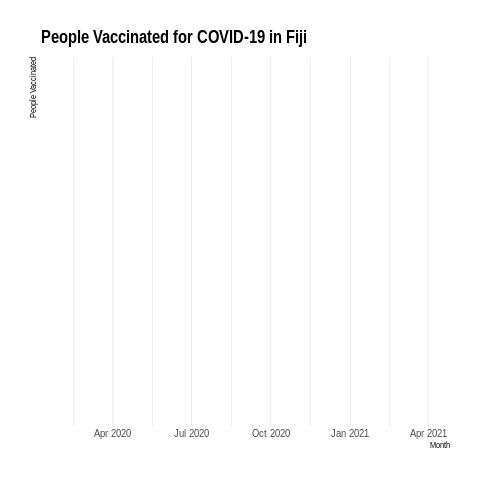 People Vaccinated for COVID-19 in Fiji
People Vaccinated
Apr 2020 Jul 2020 Oct 2020 Jan 2021 Apr 2021
Month